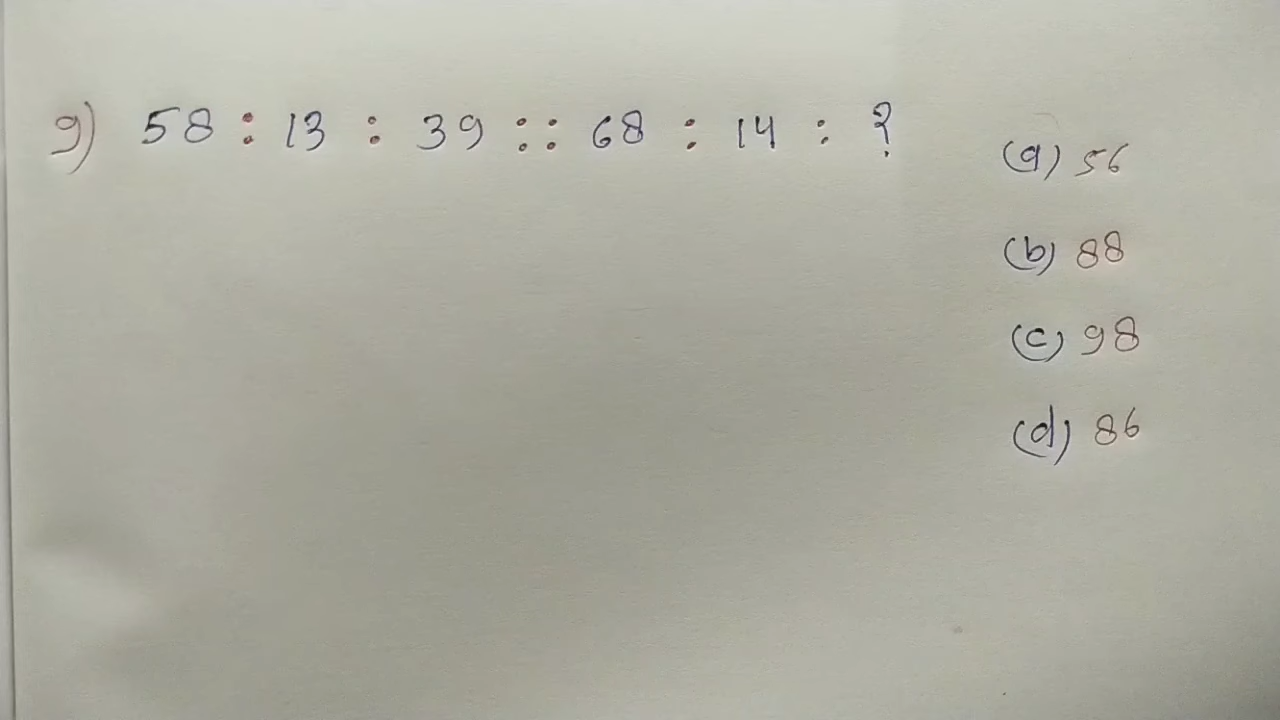 9) 58 : 13 : 39 :: 68 : 14 : ?
(a) 56
(b) 88
(c) 98
(d) 86